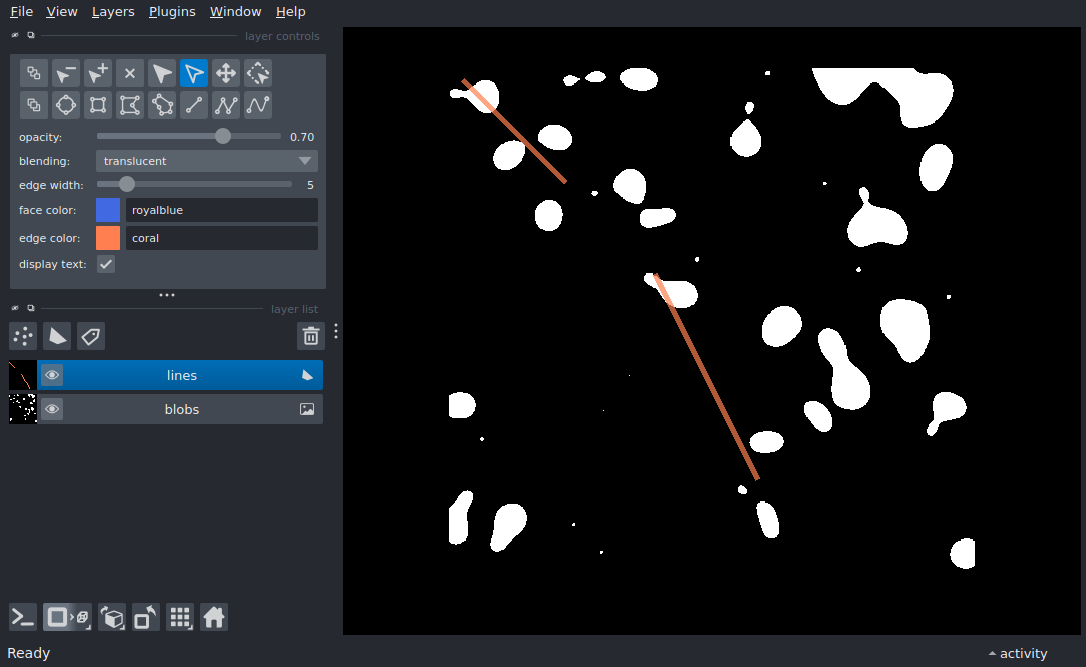 File View Layers Plugins Window Help
layer controls
opacity: 0.70
blending: translucent
edge width: 5
face color: royalblue
edge color: coral
display text:
layer list
lines
blobs
Ready activity